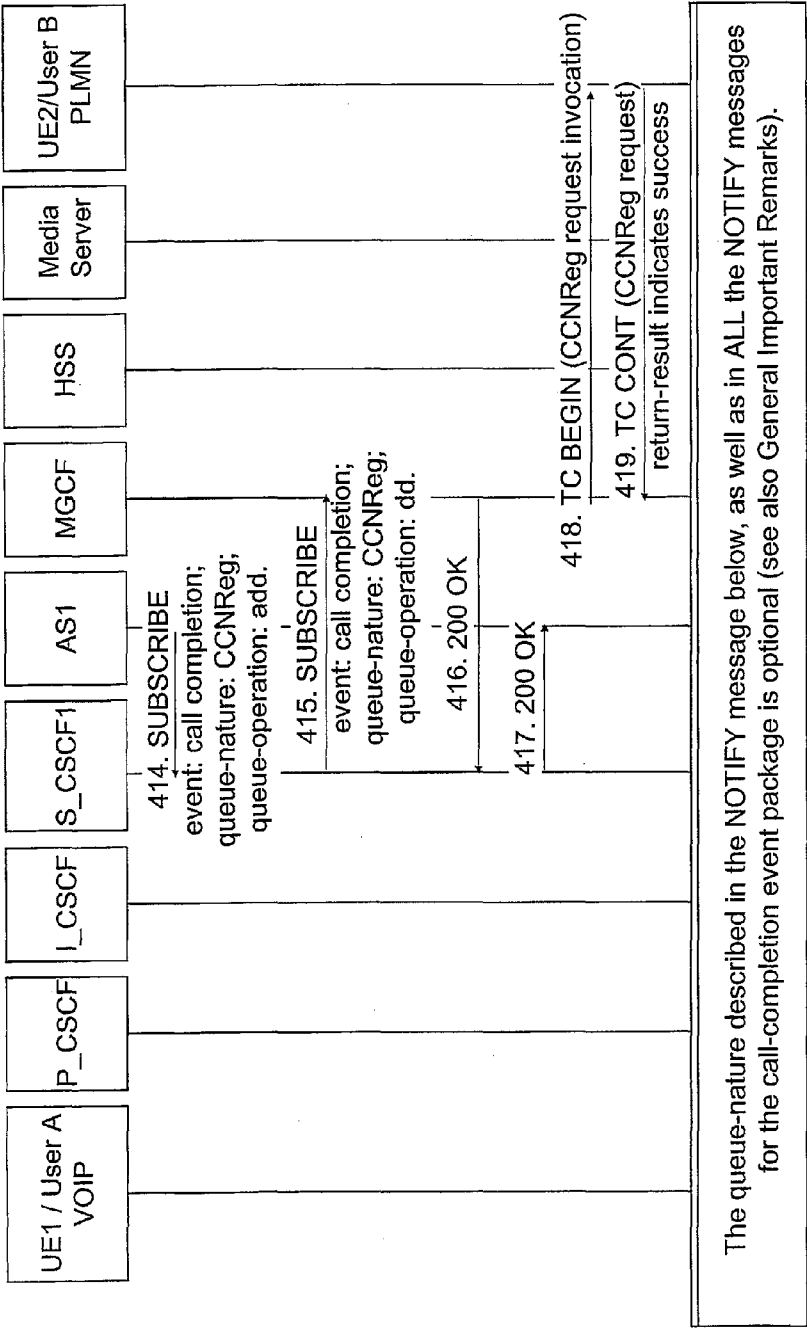 UE1 / User A
VOIP
P_CSCF
I_CSCF
S_CSCF1
AS1
MGCF
HSS
Media
Server
UE2/User B
PLMN
414. SUBSCRIBE
event: call completion;
queue-nature: CCNReg;
queue-operation: add.
415. SUBSCRIBE
event: call completion;
queue-nature: CCNReg;
queue-operation: dd.
416. 200 OK
417. 200 OK
418. TC BEGIN (CCNReg request invocation)
419. TC CONT (CCNReg request)
return-result indicates success
The queue-nature described in the NOTIFY message below, as well as in ALL the NOTIFY messages
for the call-completion event package is optional (see also General Important Remarks).